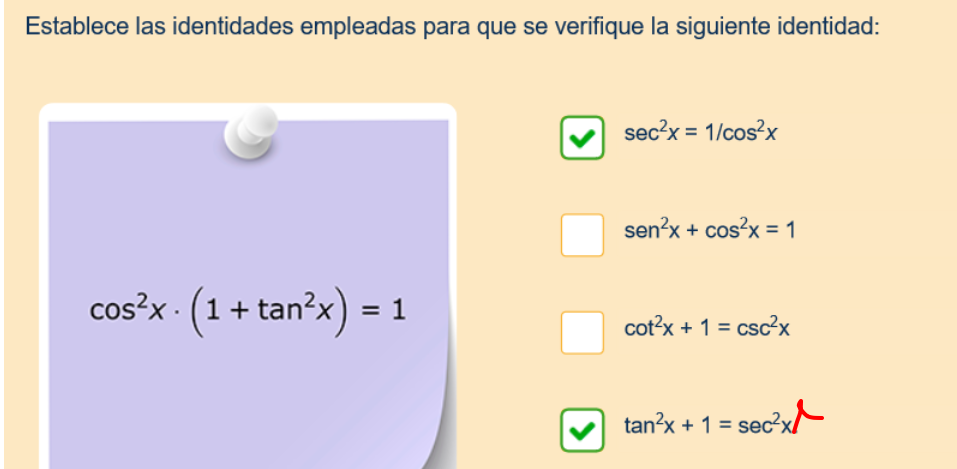 Establece las identidades empleadas para que se verifique la siguiente identidad:
sec²x = 1/cos²x
sen²x + cos²x = 1
cos²x · (1 + tan²x) = 1
cot²x + 1 = csc²x
tan²x + 1 = sec²x